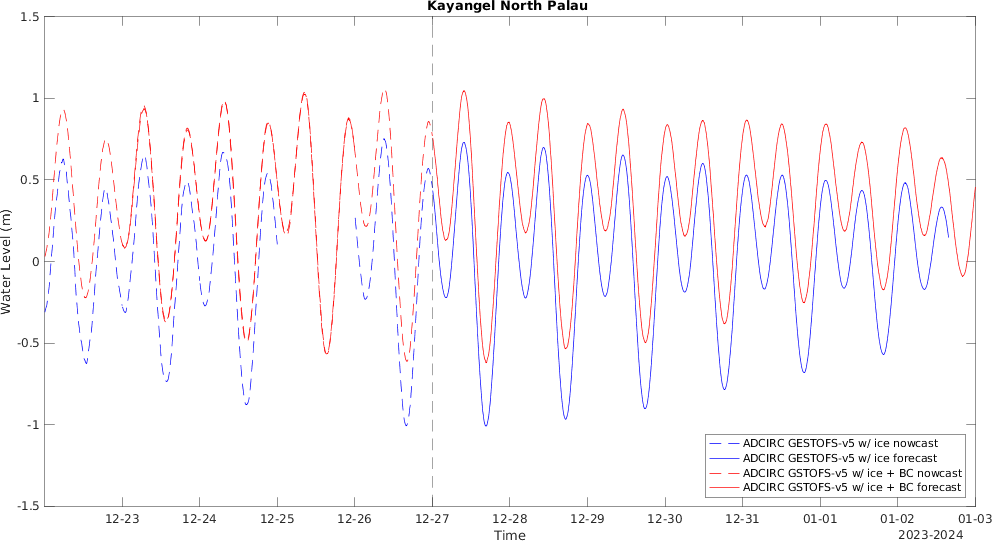 Kayangel North Palau
1.5
1
0.5
0
-0.5
-1
-1.5
Water Level (m)
12-23 12-24 12-25 12-26 12-27 12-28 12-29 12-30 12-31 01-01 01-02 01-03
Time
2023-2024
ADCIRC GESTOFS-v5 w/ ice nowcast
ADCIRC GESTOFS-v5 w/ ice forecast
ADCIRC GSTOFS-v5 w/ ice + BC nowcast
ADCIRC GSTOFS-v5 w/ ice + BC forecast